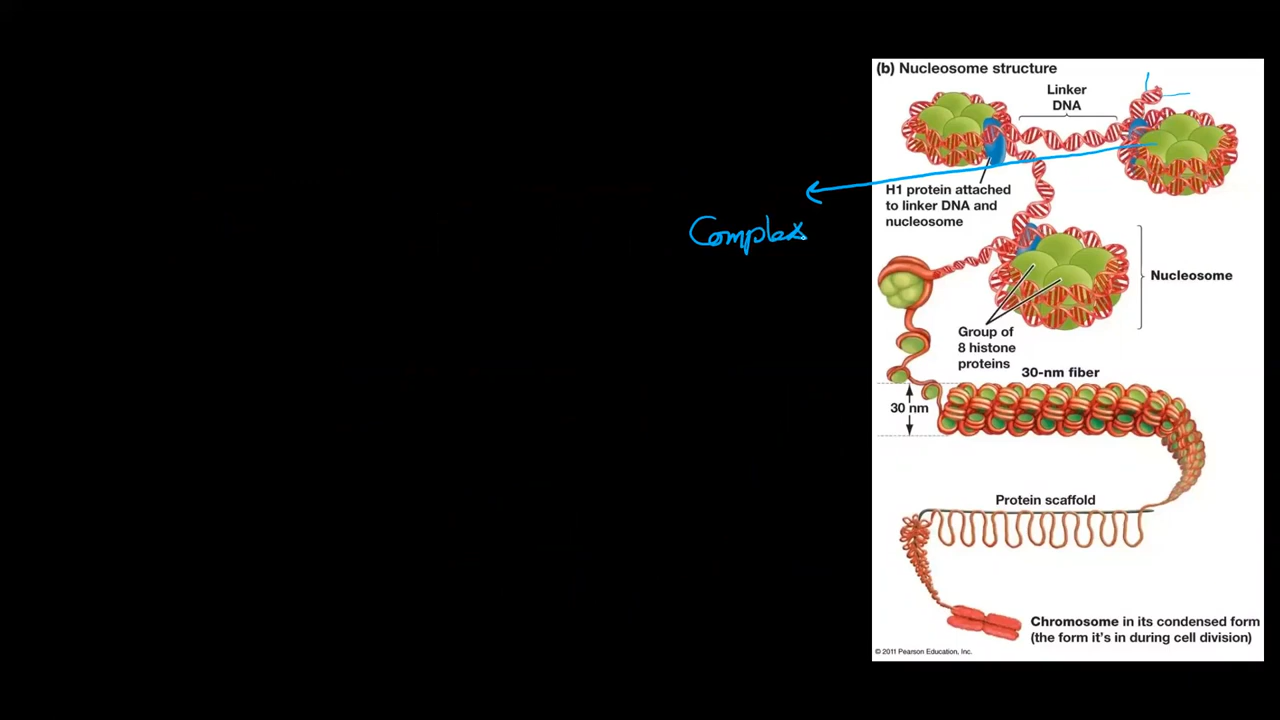 (b) Nucleosome structure
Linker
DNA
H1 protein attached
to linker DNA and
nucleosome
Complex
Nucleosome
Group of
8 histone
proteins
30-nm fiber
30 nm
Protein scaffold
Chromosome in its condensed form
(the form it's in during cell division)
© 2011 Pearson Education, Inc.